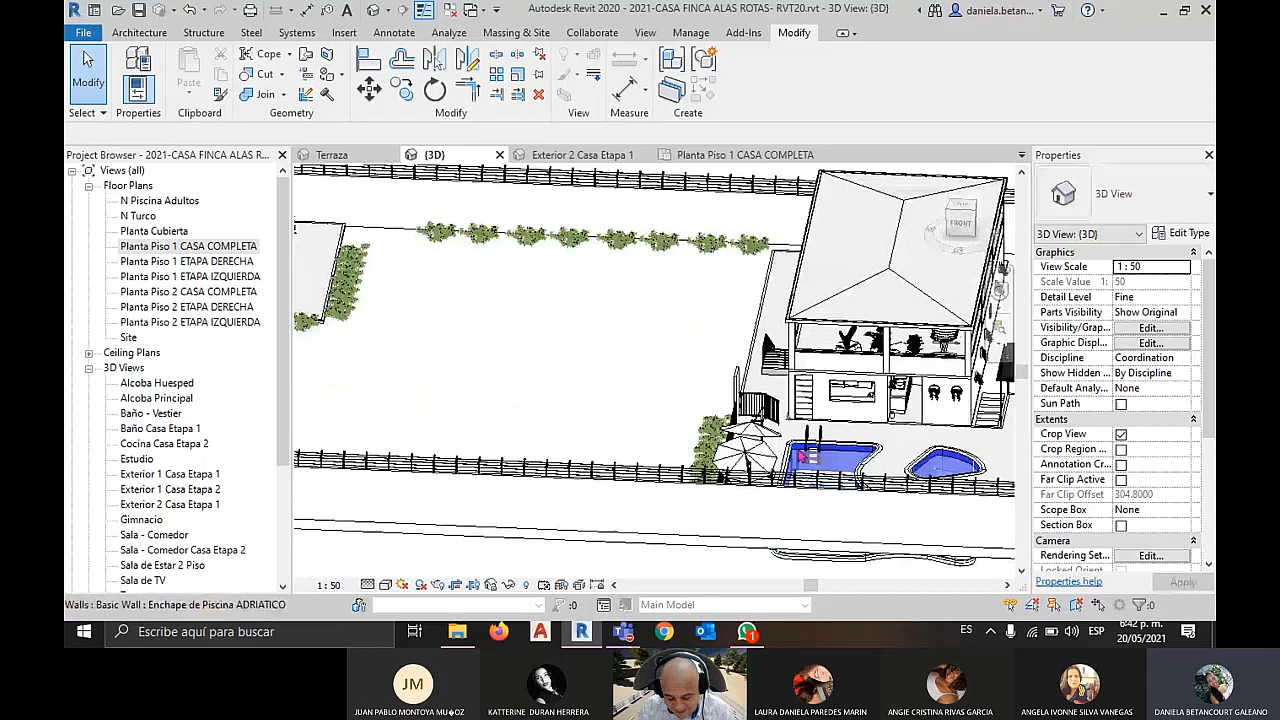 Autodesk Revit 2020 - 2021-CASA FINCA ALAS ROTAS- RVT20.rvt - 3D View: {3D}
daniela.betan...
File Architecture Structure Steel Systems Insert Annotate Analyze Massing & Site Collaborate View Manage Add-Ins Modify
Modify
Properties
Paste
Cope
Cut
Join
Select Properties Clipboard Geometry Modify View Measure Create
Project Browser - 2021-CASA FINCA ALAS R...
Terraza
{3D}
Exterior 2 Casa Etapa 1
Planta Piso 1 CASA COMPLETA
Properties
Views (all)
Floor Plans
N Piscina Adultos
N Turco
Planta Cubierta
Planta Piso 1 CASA COMPLETA
Planta Piso 1 ETAPA DERECHA
Planta Piso 1 ETAPA IZQUIERDA
Planta Piso 2 CASA COMPLETA
Planta Piso 2 ETAPA DERECHA
Planta Piso 2 ETAPA IZQUIERDA
Site
Ceiling Plans
3D Views
Alcoba Huesped
Alcoba Principal
Baño - Vestier
Baño Casa Etapa 1
Cocina Casa Etapa 2
Estudio
Exterior 1 Casa Etapa 1
Exterior 1 Casa Etapa 2
Exterior 2 Casa Etapa 1
Gimnacio
Sala - Comedor
Sala - Comedor Casa Etapa 2
Sala de Estar 2 Piso
Sala de TV
FRONT
3D View
3D View: {3D}
Edit Type
Graphics
View Scale 1 : 50
Scale Value 1: 50
Detail Level Fine
Parts Visibility Show Original
Visibility/Grap... Edit...
Graphic Displ... Edit...
Discipline Coordination
Show Hidden ... By Discipline
Default Analy... None
Sun Path
Extents
Crop View
Crop Region ...
Annotation Cr...
Far Clip Active
Far Clip Offset 304.8000
Scope Box None
Section Box
Camera
Rendering Set... Edit...
Properties help
Apply
1 : 50
Walls : Basic Wall : Enchape de Piscina ADRIATICO
:0
Main Model
:0
Escribe aquí para buscar
1
ES
ESP
6:42 p. m.
20/05/2021
JM
JUAN PABLO MONTOYA MU�OZ
KATTERINE DURAN HERRERA
LAURA DANIELA PAREDES MARIN
ANGIE CRISTINA RIVAS GARCIA
ANGELA IVONNE SILVA VANEGAS
DANIELA BETANCOURT GALEANO